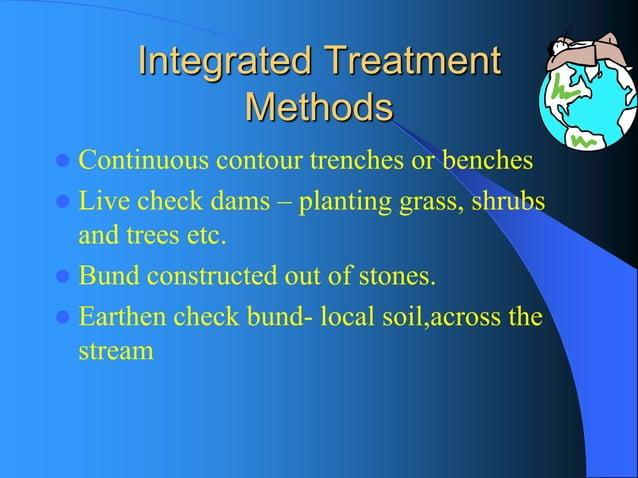 Integrated Treatment
Methods
Continuous contour trenches or benches
Live check dams – planting grass, shrubs
and trees etc.
Bund constructed out of stones.
Earthen check bund- local soil,across the
stream